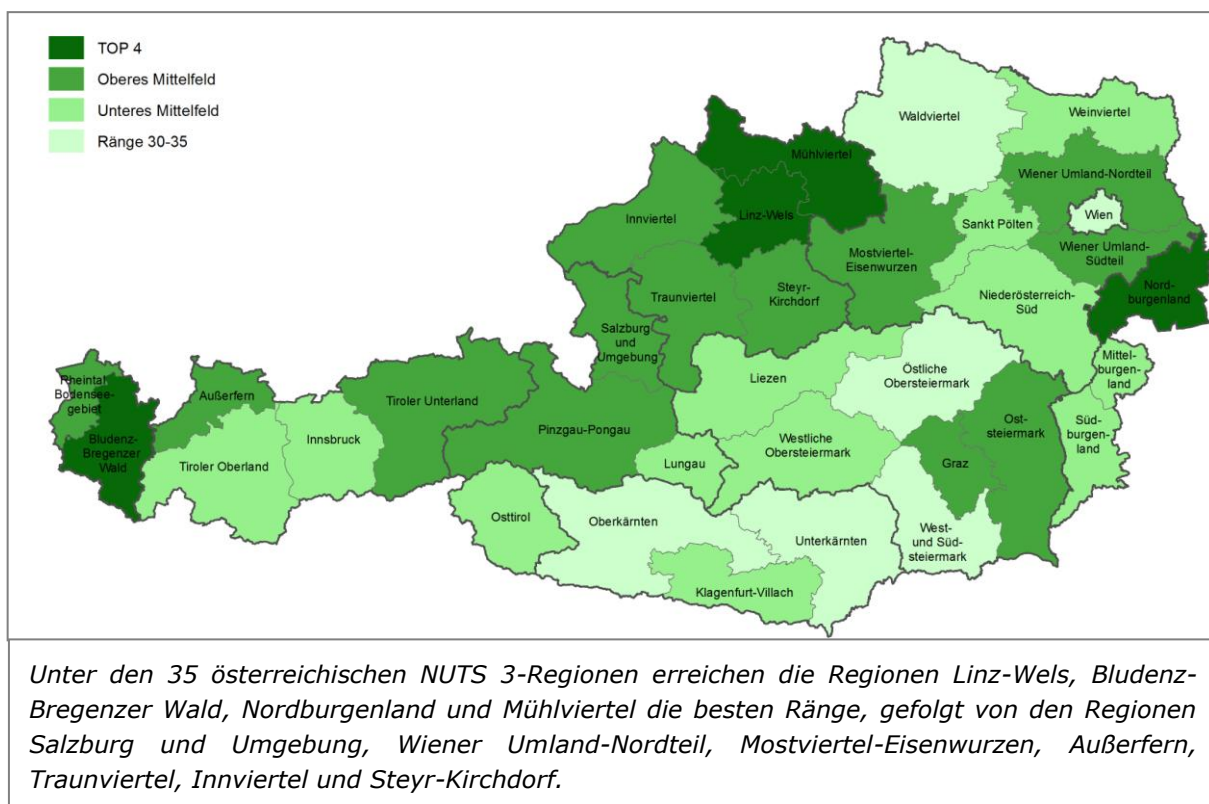 TOP 4
Oberes Mittelfeld
Unteres Mittelfeld
Ränge 30-35
Waldviertel
Weinviertel
Mühlviertel
Wiener Umland-Nordteil
Innviertel
Linz-Wels
Wien
Sankt Pölten
Mostviertel-
Eisenwurzen
Wiener Umland-
Südteil
Nord-
burgenland
Traunviertel
Steyr-
Kirchdorf
Niederösterreich-
Süd
Salzburg
und
Umgebung
Mittel-
burgen-
land
Liezen
Östliche
Obersteiermark
Rheintal
Bodensee-
gebiet
Außerfern
Tiroler Unterland
Ost-
steiermark
Süd-
burgen-
land
Bludenz-
Bregenzer
Wald
Innsbruck
Pinzgau-Pongau
Westliche
Obersteiermark
Tiroler Oberland
Lungau
Graz
Osttirol
Oberkärnten
Unterkärnten
West-
und Süd-
steiermark
Klagenfurt-Villach
Unter den 35 österreichischen NUTS 3-Regionen erreichen die Regionen Linz-Wels, Bludenz-
Bregenzer Wald, Nordburgenland und Mühlviertel die besten Ränge, gefolgt von den Regionen
Salzburg und Umgebung, Wiener Umland-Nordteil, Mostviertel-Eisenwurzen, Außerfern,
Traunviertel, Innviertel und Steyr-Kirchdorf.